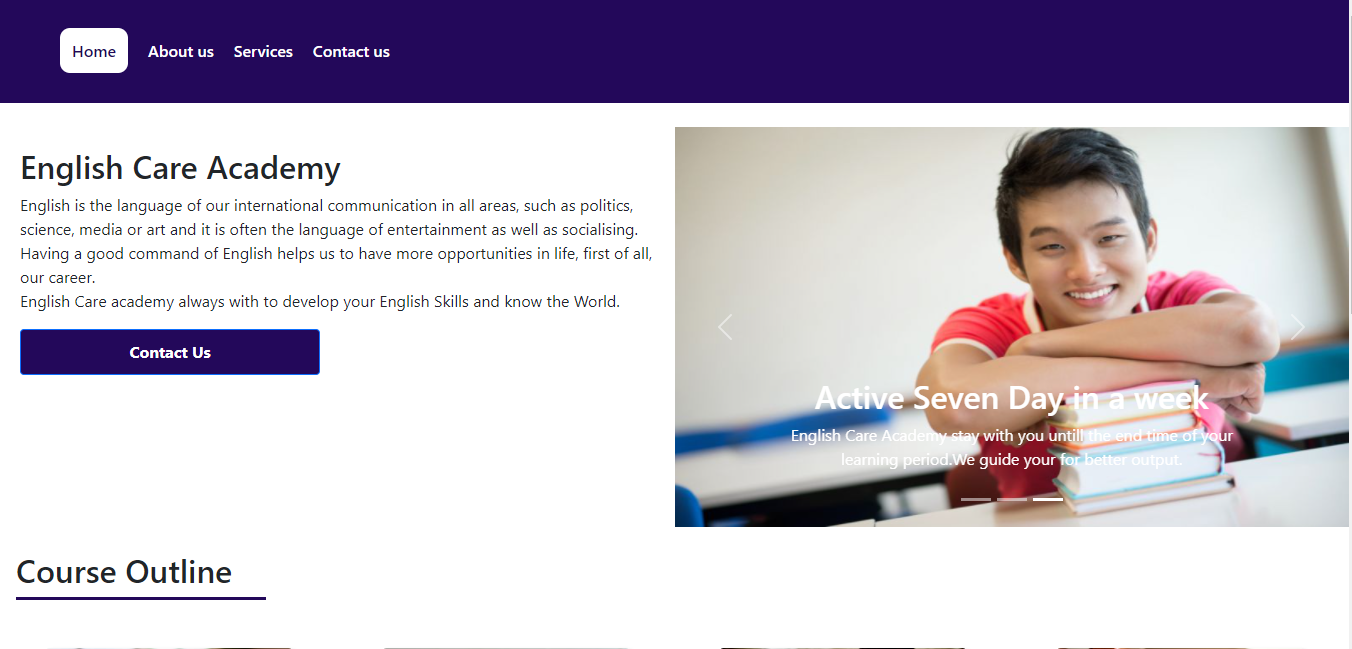 Home About us Services Contact us
English Care Academy
English is the language of our international communication in all areas, such as politics,
science, media or art and it is often the language of entertainment as well as socialising.
Having a good command of English helps us to have more opportunities in life, first of all,
our career.
English Care academy always with to develop your English Skills and know the World.
Contact Us
Active Seven Day in a week
English Care Academy stay with you untill the end time of your
learning period.We guide your for better output.
Course Outline